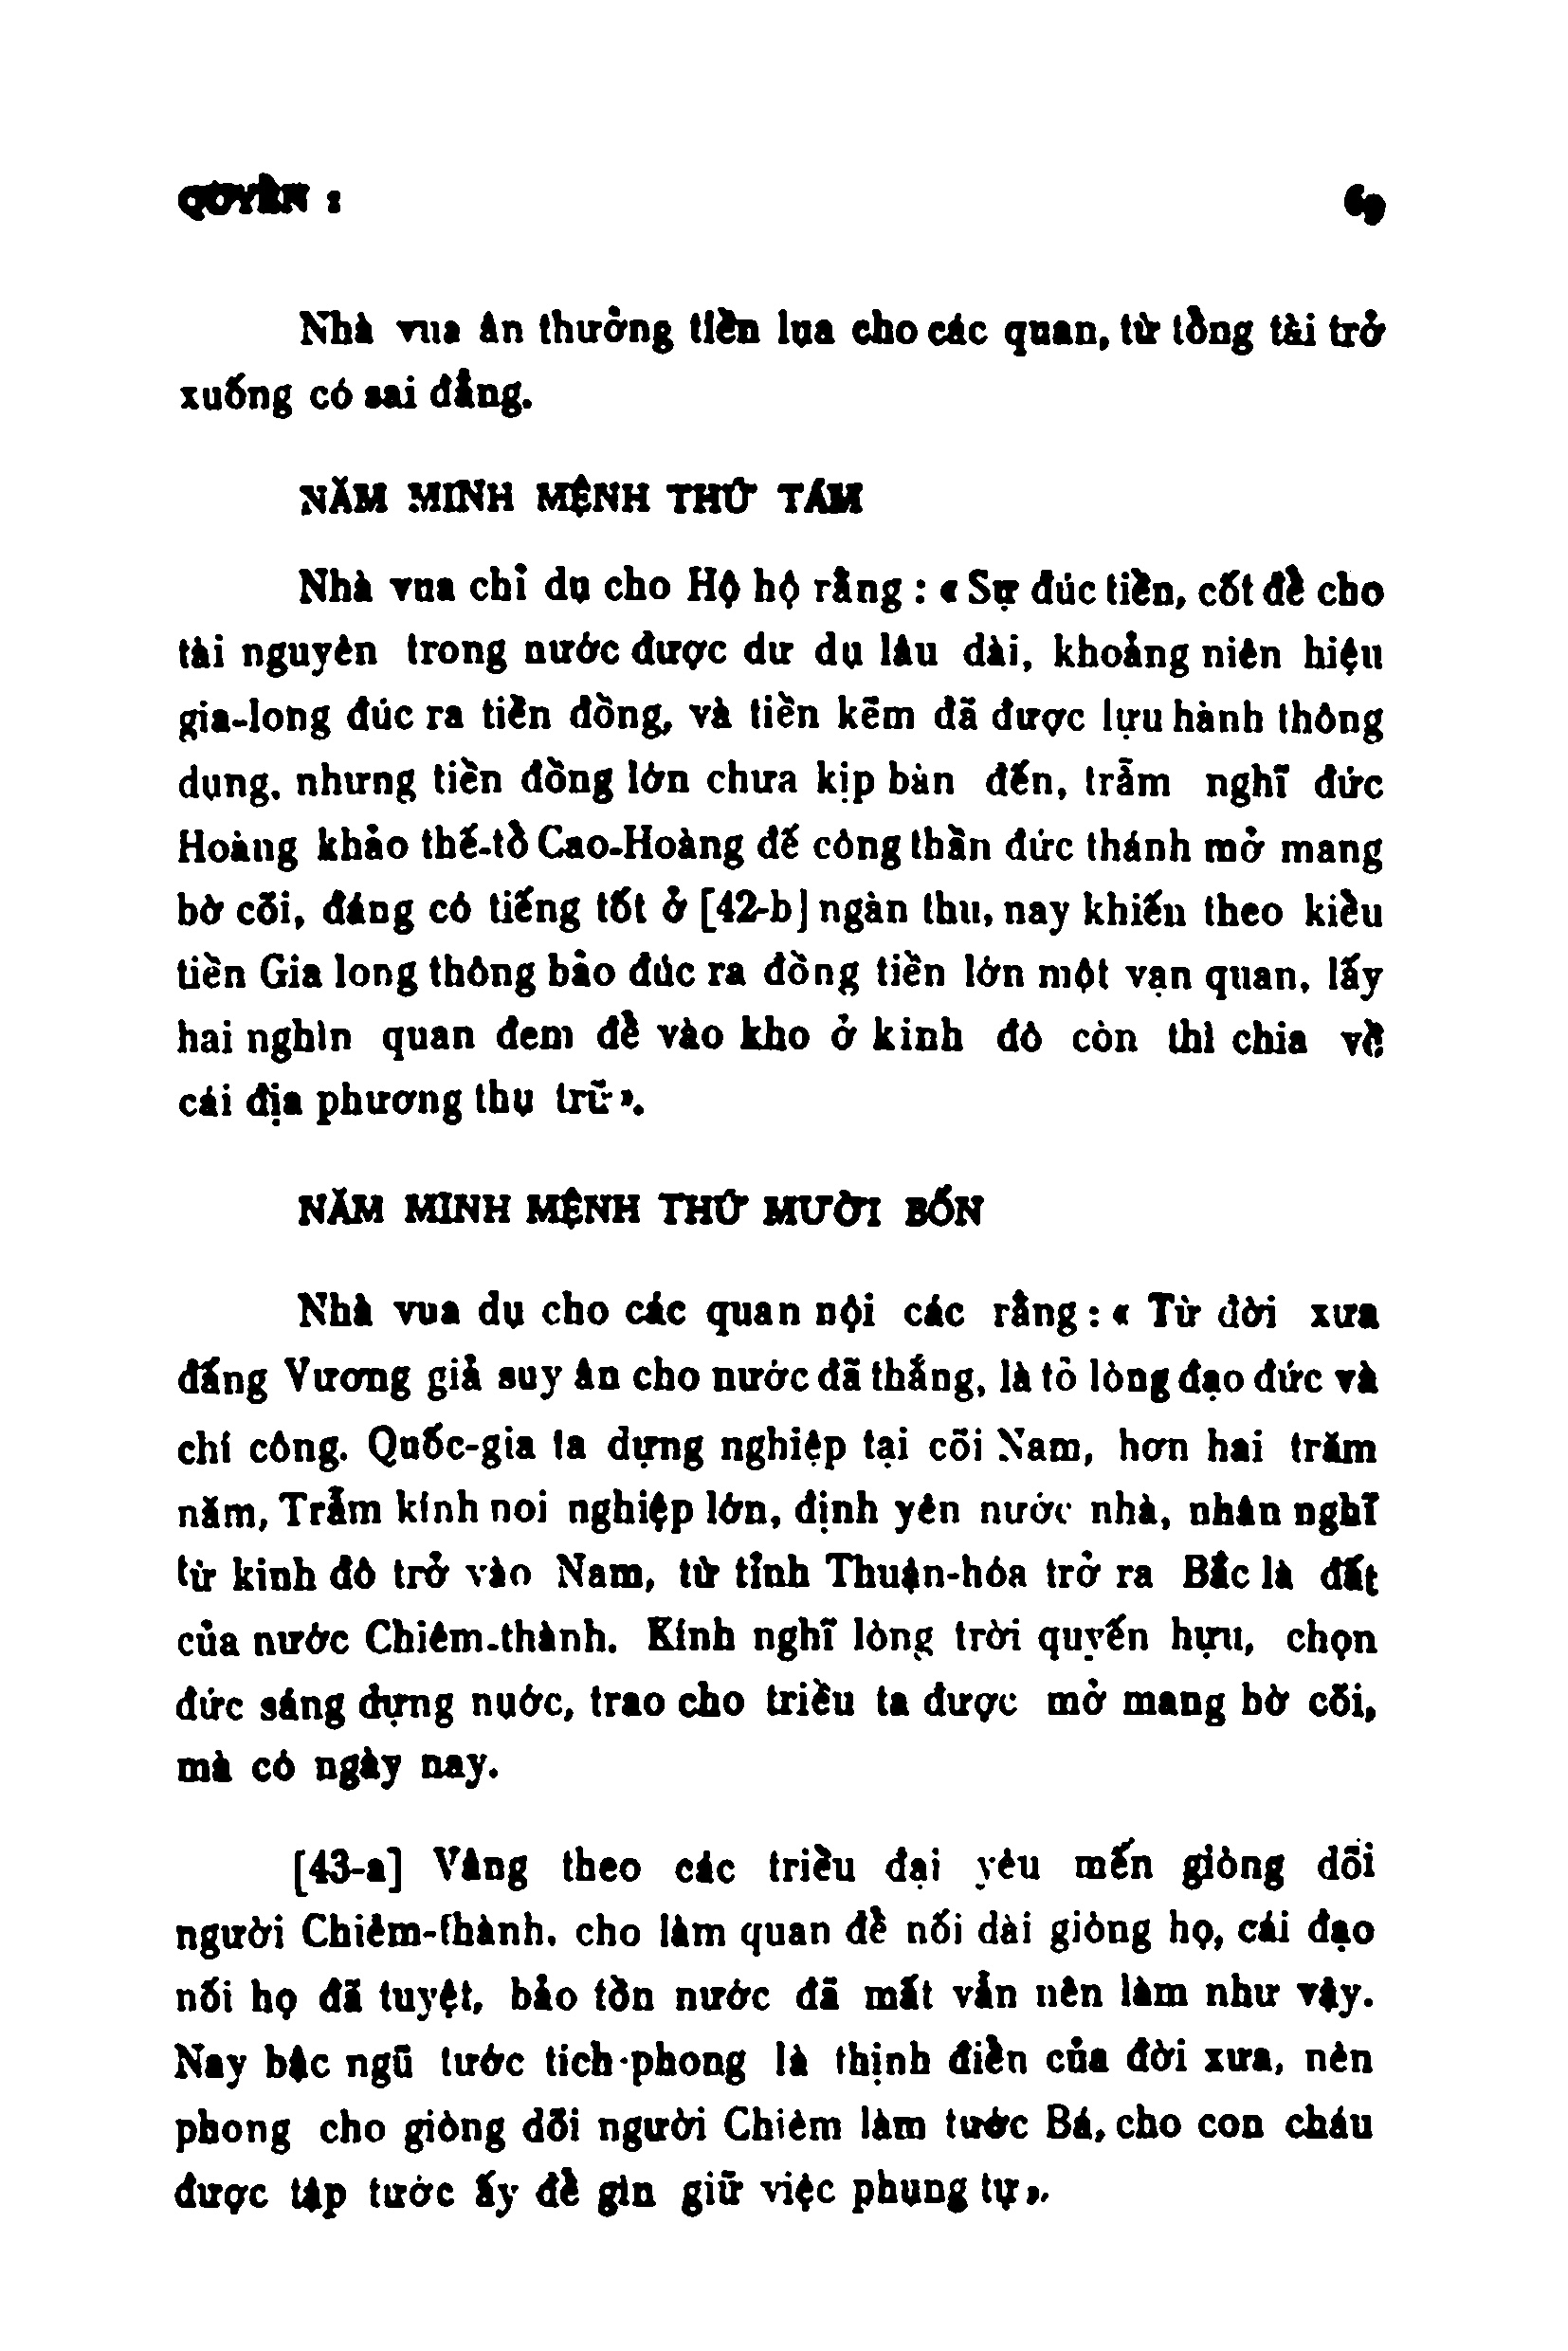 QUYỂN : 69
Nhà vua ân thưởng tiền lụa cho các quan, từ tổng tài trở
xuống có sai đẳng.
NĂM MINH MỆNH THỨ TÁM
Nhà vua chỉ dụ cho Hộ hộ rằng : « Sự đúc tiền, cốt để cho
tài nguyên trong nước được dư dụ lâu dài, khoảng niên hiệu
gia-long đúc ra tiền đồng, và tiền kẽm đã được lựu hành thông
dụng, nhưng tiền đồng lớn chưa kịp bàn đến, trẫm nghĩ đức
Hoàng khảo thế-tổ Cao-Hoàng đế công thần đức thánh mở mang
bờ cõi, đáng có tiếng tốt ở [42-b] ngàn thu, nay khiến theo kiểu
tiền Gia long thông bảo đúc ra đồng tiền lớn một vạn quan, lấy
hai nghìn quan đem để vào kho ở kinh đô còn thì chia về
cái địa phương thụ trữ ».
NĂM MINH MỆNH THỨ MƯỜI BỐN
Nhà vua dụ cho các quan nội các rằng : « Từ đời xưa
đấng Vương giả suy ân cho nước đã thắng, là tỏ lòng đạo đức và
chí công. Quốc-gia ta dựng nghiệp tại cõi Nam, hơn hai trăm
năm, Trẫm kính noi nghiệp lớn, định yên nước nhà, nhân nghĩ
từ kinh đô trở vào Nam, từ tỉnh Thuận-hóa trở ra Bắc là đất
của nước Chiêm-thành. Kính nghĩ lòng trời quyến hựu, chọn
đức sáng dựng nụớc, trao cho triều ta được mở mang bờ cõi,
mà có ngày nay.
[43-a] Vâng theo các triều đại yêu mến giòng dõi
người Chiêm-thành, cho làm quan để nối dài giòng họ, cái đạo
nối họ đã tuyệt, bảo tồn nước đã mất vẫn nên làm như vậy.
Nay bậc ngũ tước tích-phong là thịnh điển của đời xưa, nên
phong cho giòng dõi người Chiêm làm tước Bá, cho con cháu
được tập tước ấy để gìn giữ việc phụng tự ».